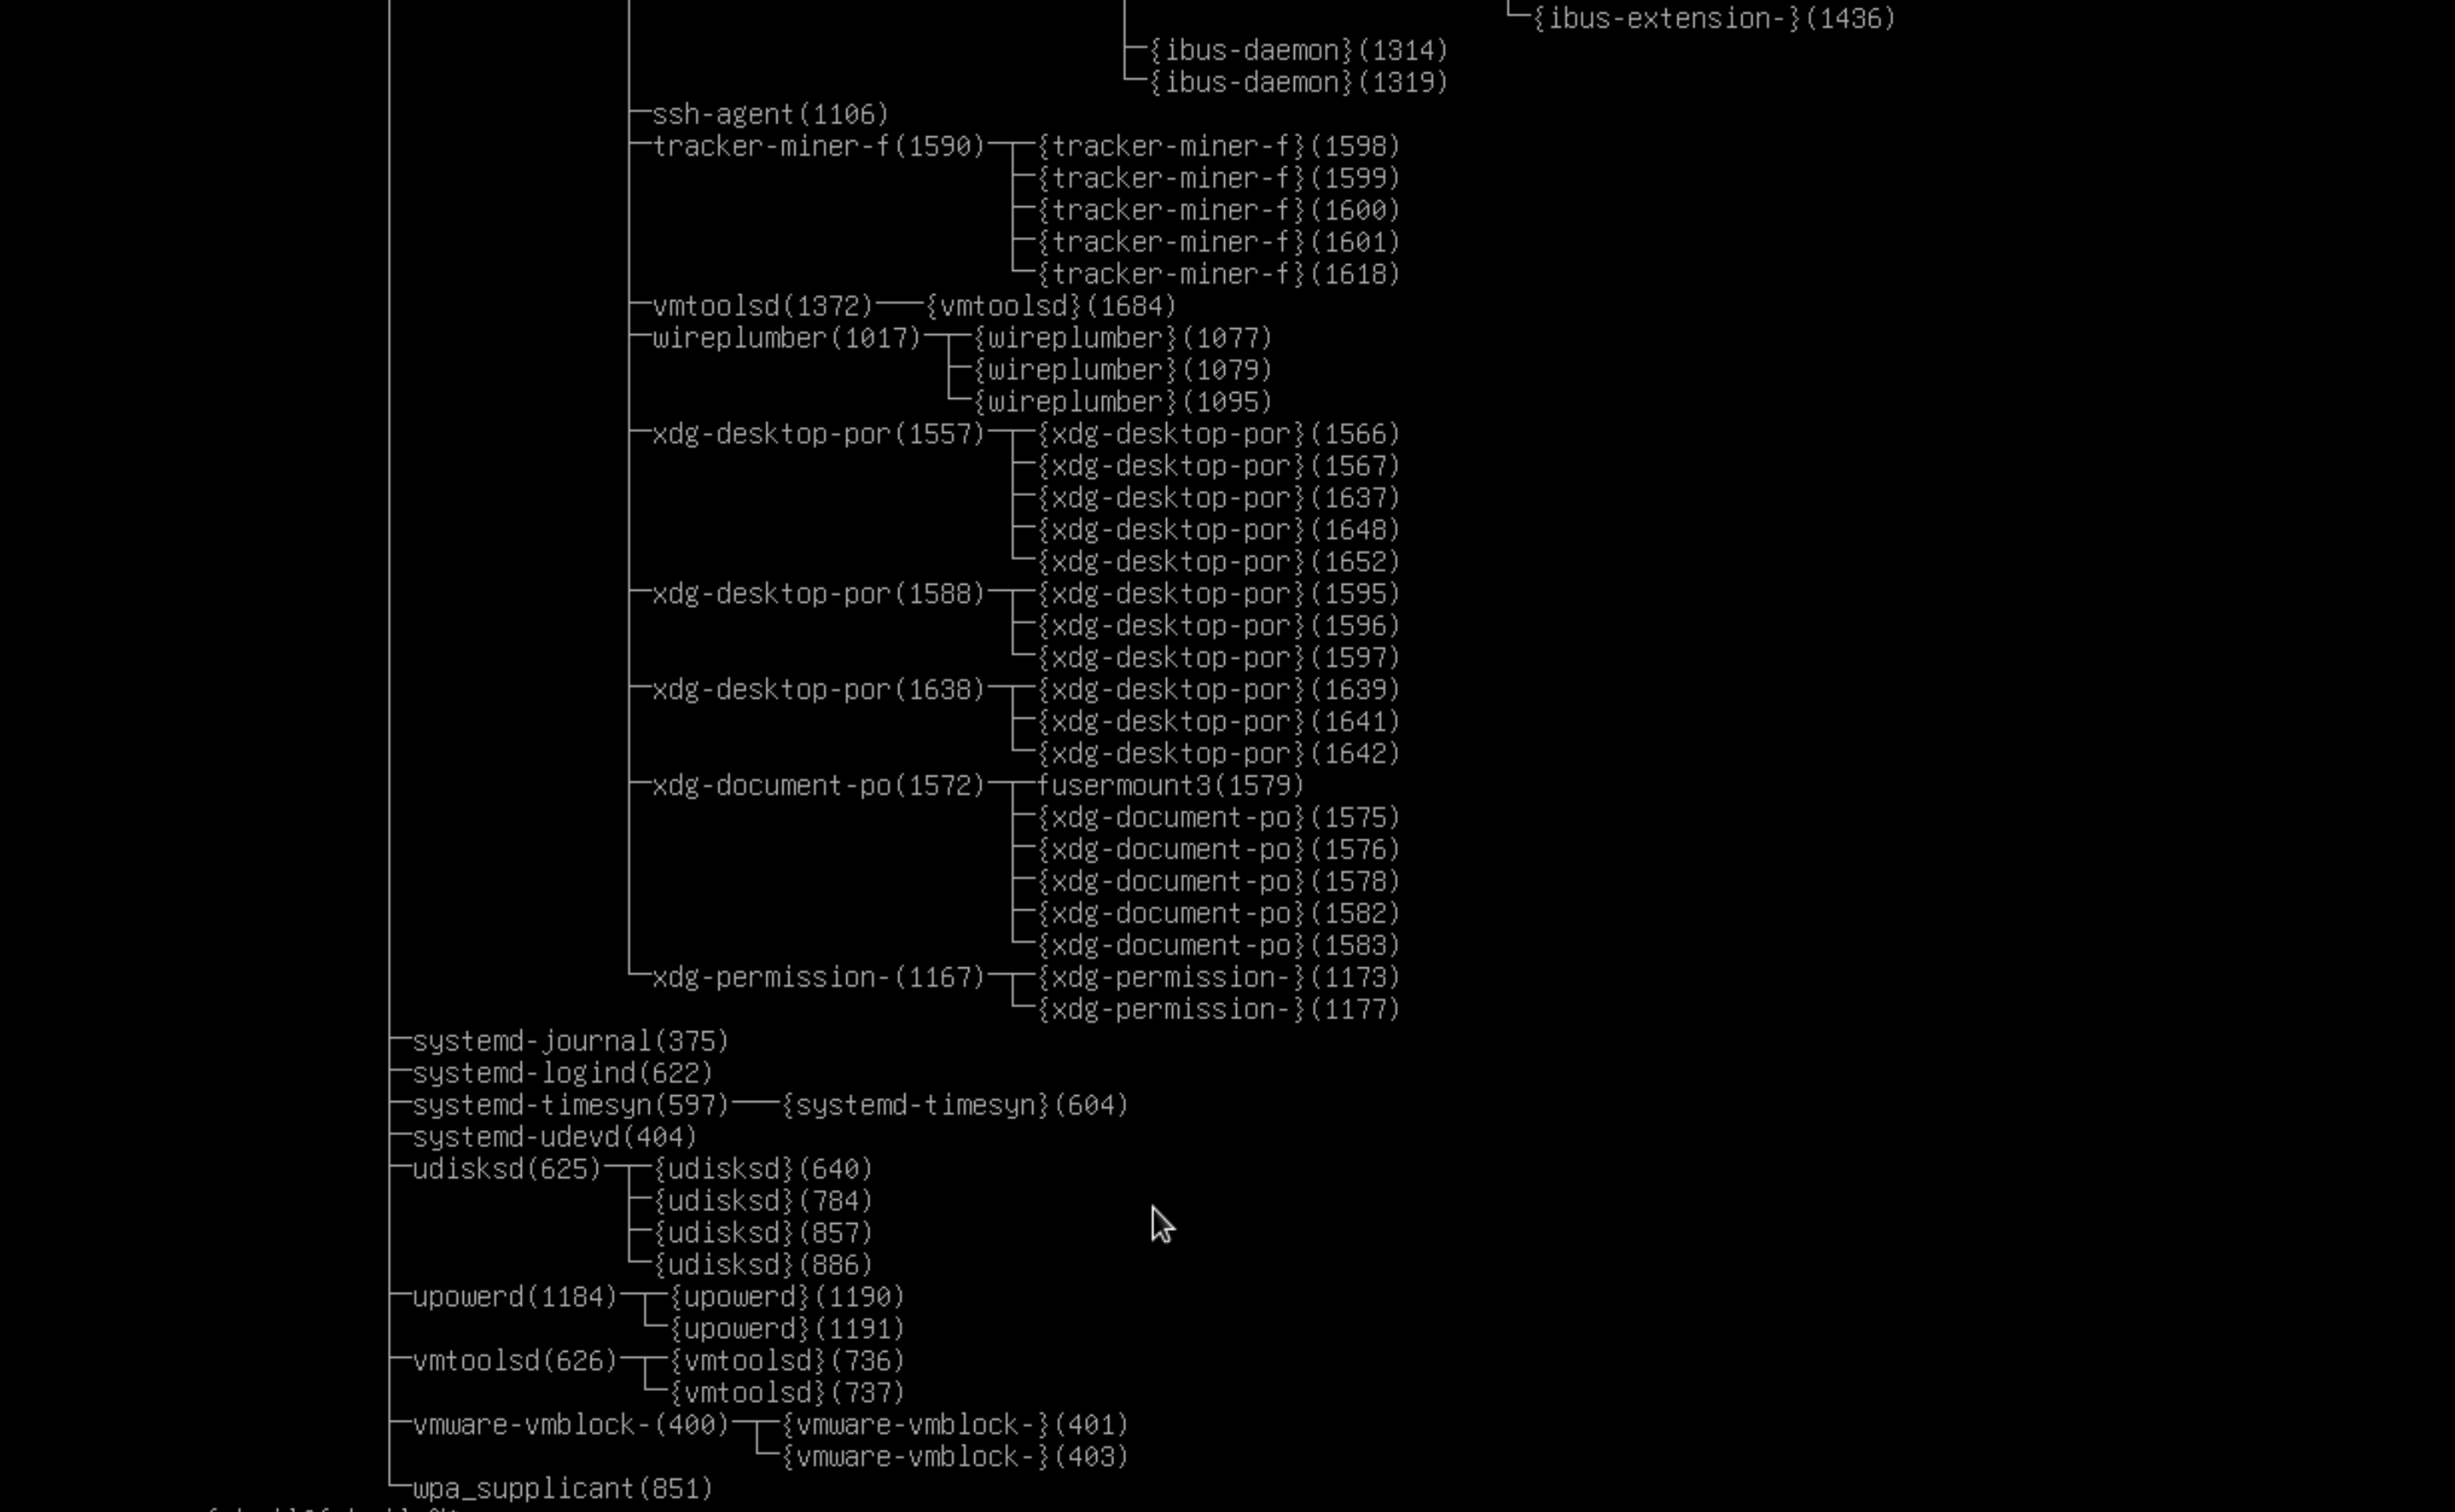 {ibus-extension-}(1436)
{ibus-daemon}(1314)
{ibus-daemon}(1319)
ssh-agent(1106)
tracker-miner-f(1590) {tracker-miner-f}(1598)
{tracker-miner-f}(1599)
{tracker-miner-f}(1600)
{tracker-miner-f}(1601)
{tracker-miner-f}(1618)
vmtoolsd(1372) {vmtoolsd}(1684)
wireplumber(1017) {wireplumber}(1077)
{wireplumber}(1079)
{wireplumber}(1095)
xdg-desktop-por(1557) {xdg-desktop-por}(1566)
{xdg-desktop-por}(1567)
{xdg-desktop-por}(1637)
{xdg-desktop-por}(1648)
{xdg-desktop-por}(1652)
xdg-desktop-por(1588) {xdg-desktop-por}(1595)
{xdg-desktop-por}(1596)
{xdg-desktop-por}(1597)
xdg-desktop-por(1638) {xdg-desktop-por}(1639)
{xdg-desktop-por}(1641)
{xdg-desktop-por}(1642)
xdg-document-po(1572) fusermount3(1579)
{xdg-document-po}(1575)
{xdg-document-po}(1576)
{xdg-document-po}(1578)
{xdg-document-po}(1582)
{xdg-document-po}(1583)
xdg-permission-(1167) {xdg-permission-}(1173)
{xdg-permission-}(1177)
systemd-journal(375)
systemd-logind(622)
systemd-timesyn(597) {systemd-timesyn}(604)
systemd-udevd(404)
udisksd(625) {udisksd}(640)
{udisksd}(784)
{udisksd}(857)
{udisksd}(886)
upowerd(1184) {upowerd}(1190)
{upowerd}(1191)
vmtoolsd(626) {vmtoolsd}(736)
{vmtoolsd}(737)
vmware-vmblock-(400) {vmware-vmblock-}(401)
{vmware-vmblock-}(403)
wpa_supplicant(851)